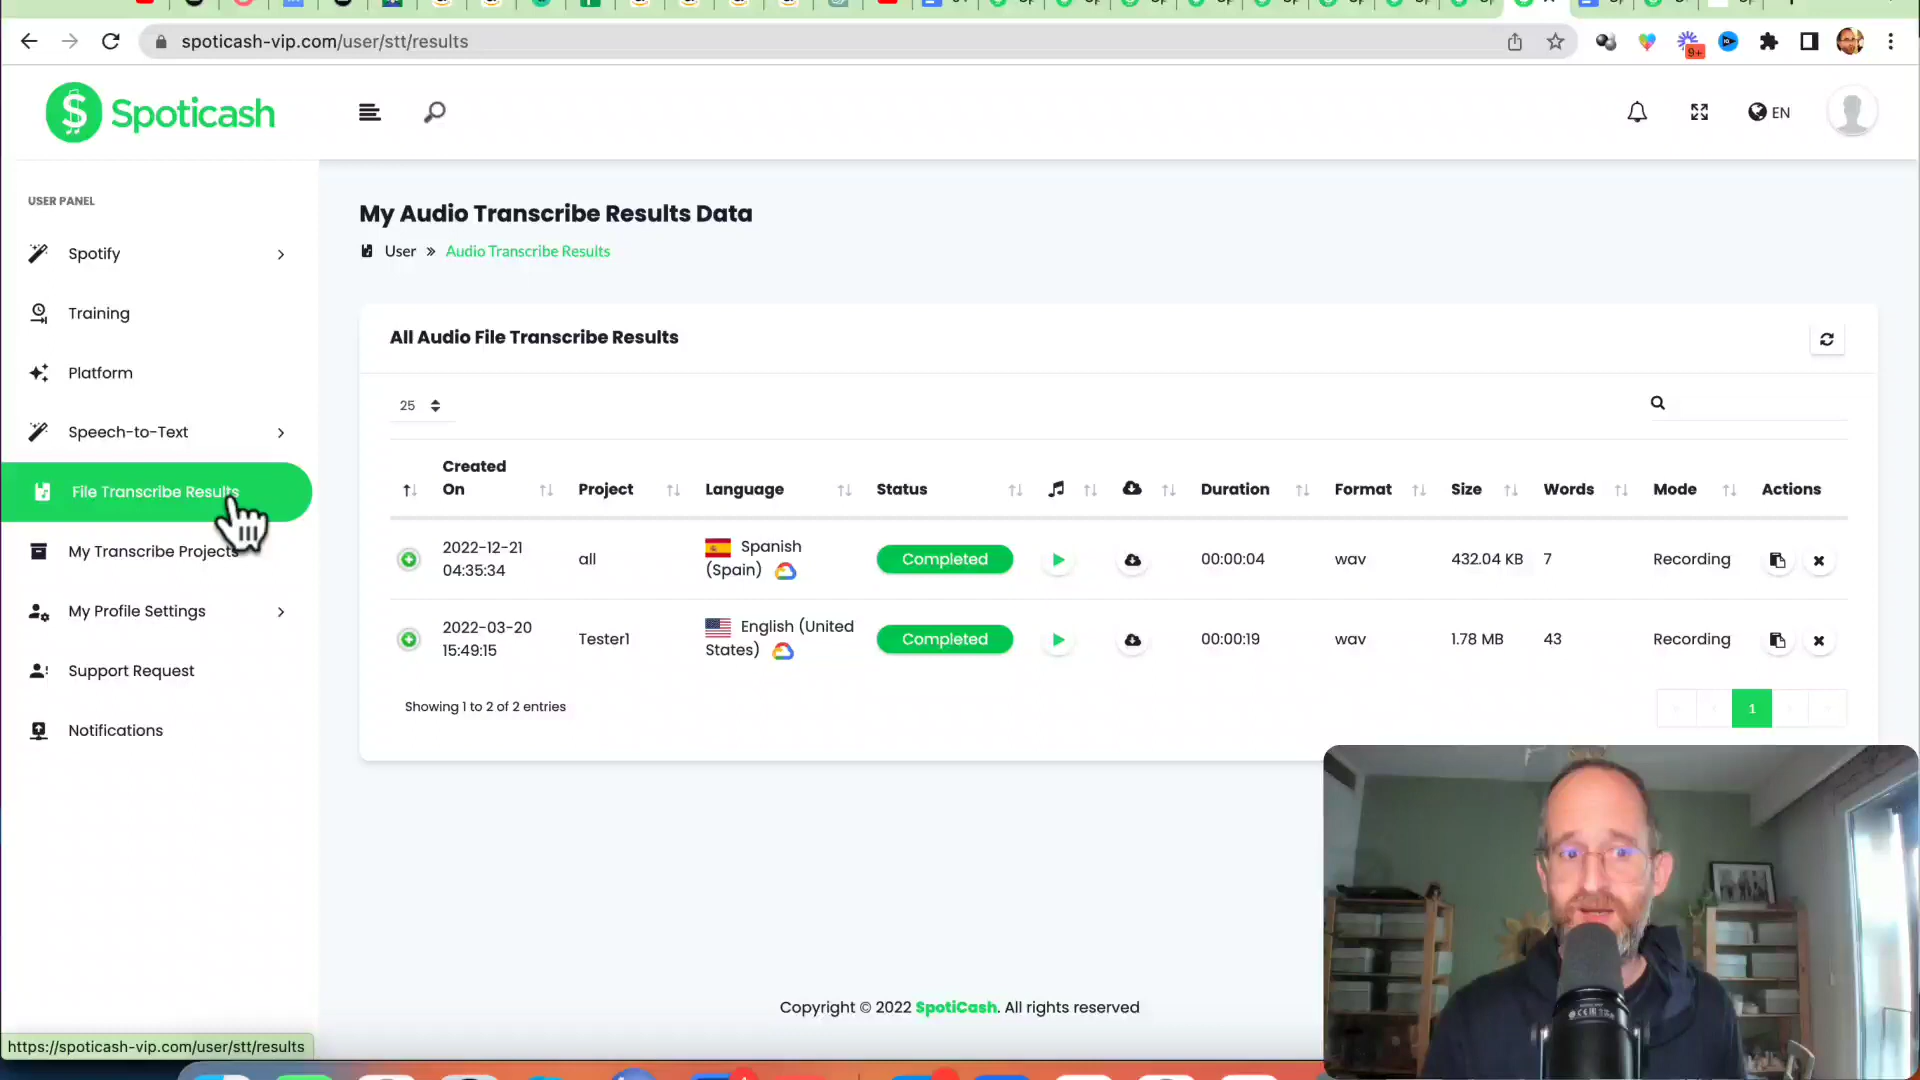 spoticash-vip.com/user/stt/results
9+
Spoticash
EN
USER PANEL
Spotify
Training
Platform
Speech-to-Text
File Transcribe Results
My Transcribe Projects
My Profile Settings
Support Request
Notifications
My Audio Transcribe Results Data
User » Audio Transcribe Results
All Audio File Transcribe Results
25
Created On Project Language Status Duration Format Size Words Mode Actions
2022-12-21 04:35:34 all Spanish (Spain) Completed 00:00:04 wav 432.04 KB 7 Recording
2022-03-20 15:49:15 Tester1 English (United States) Completed 00:00:19 wav 1.78 MB 43 Recording
Showing 1 to 2 of 2 entries
1
Copyright © 2022 SpotiCash. All rights reserved
https://spoticash-vip.com/user/stt/results